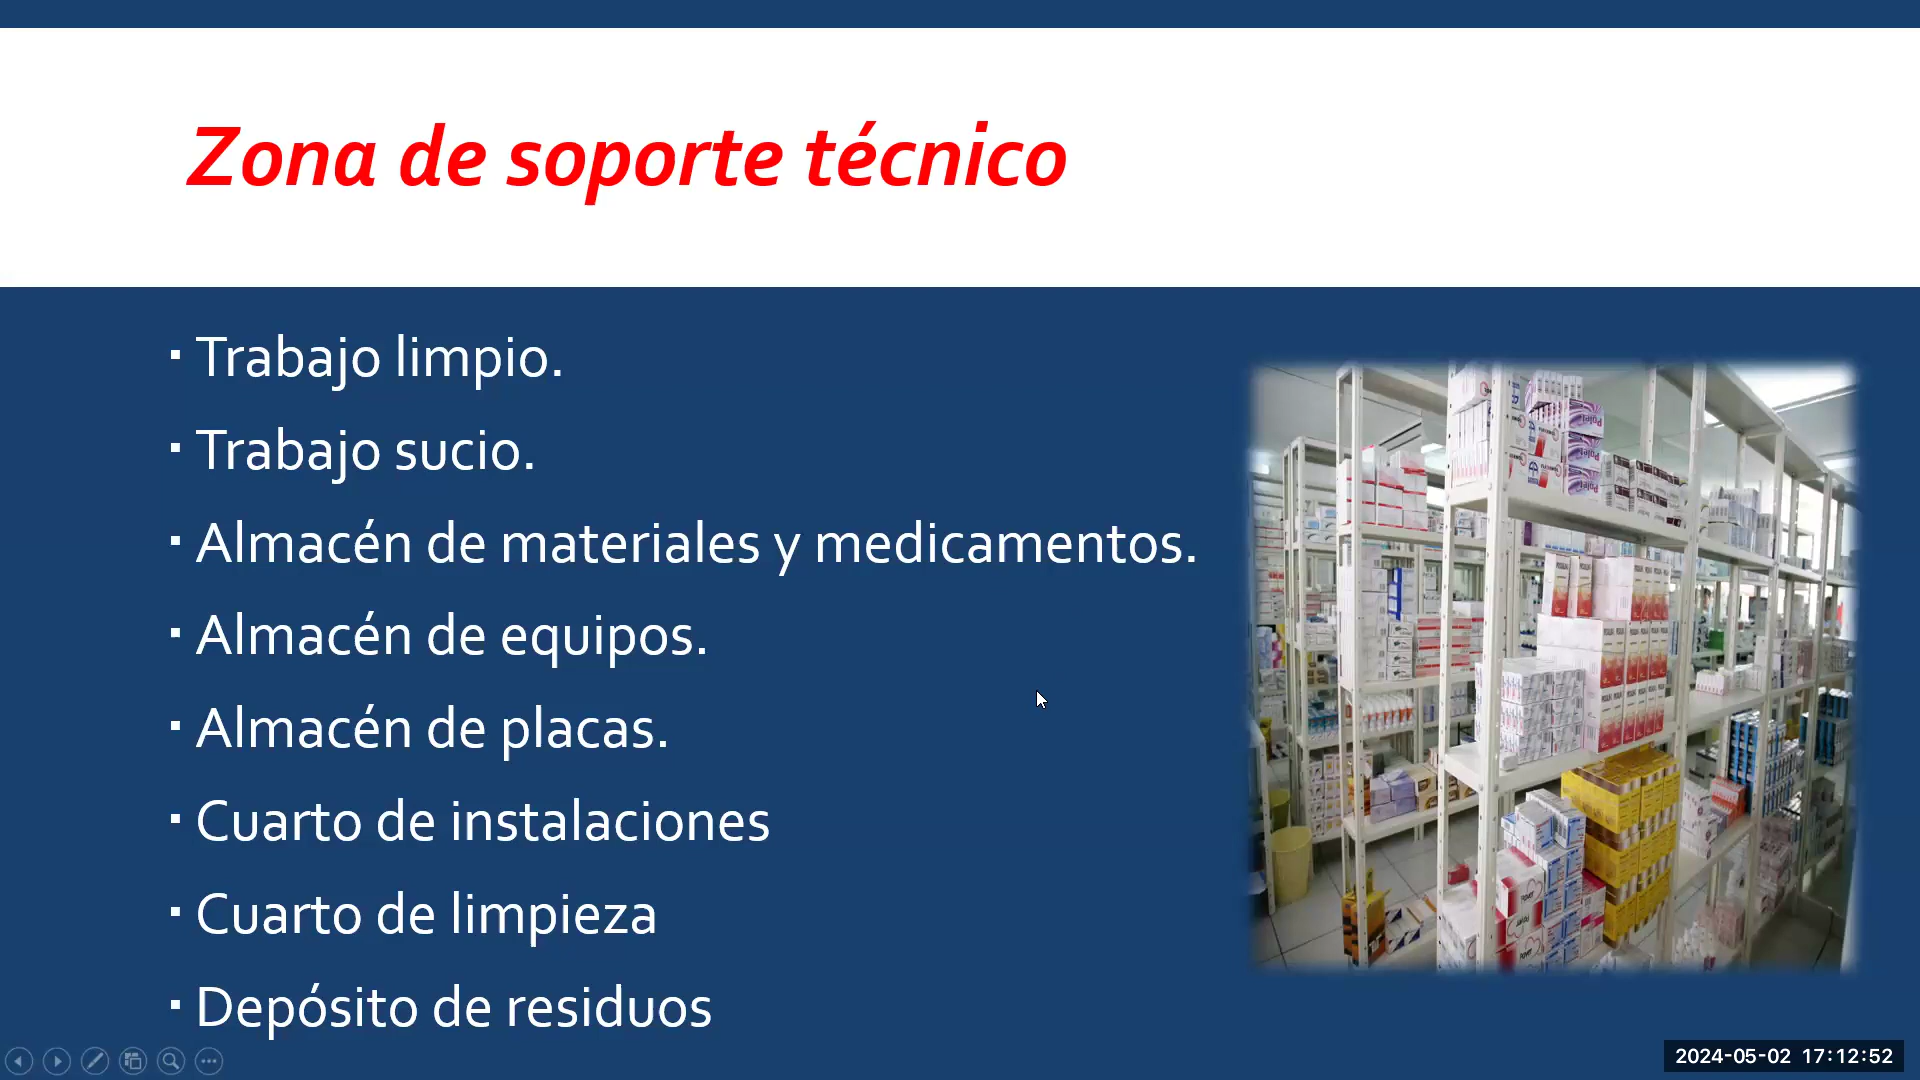 Zona de soporte técnico
▪ Trabajo limpio.
▪ Trabajo sucio.
▪ Almacén de materiales y medicamentos.
▪ Almacén de equipos.
▪ Almacén de placas.
▪ Cuarto de instalaciones
▪ Cuarto de limpieza
▪ Depósito de residuos
2024-05-02 17:12:52